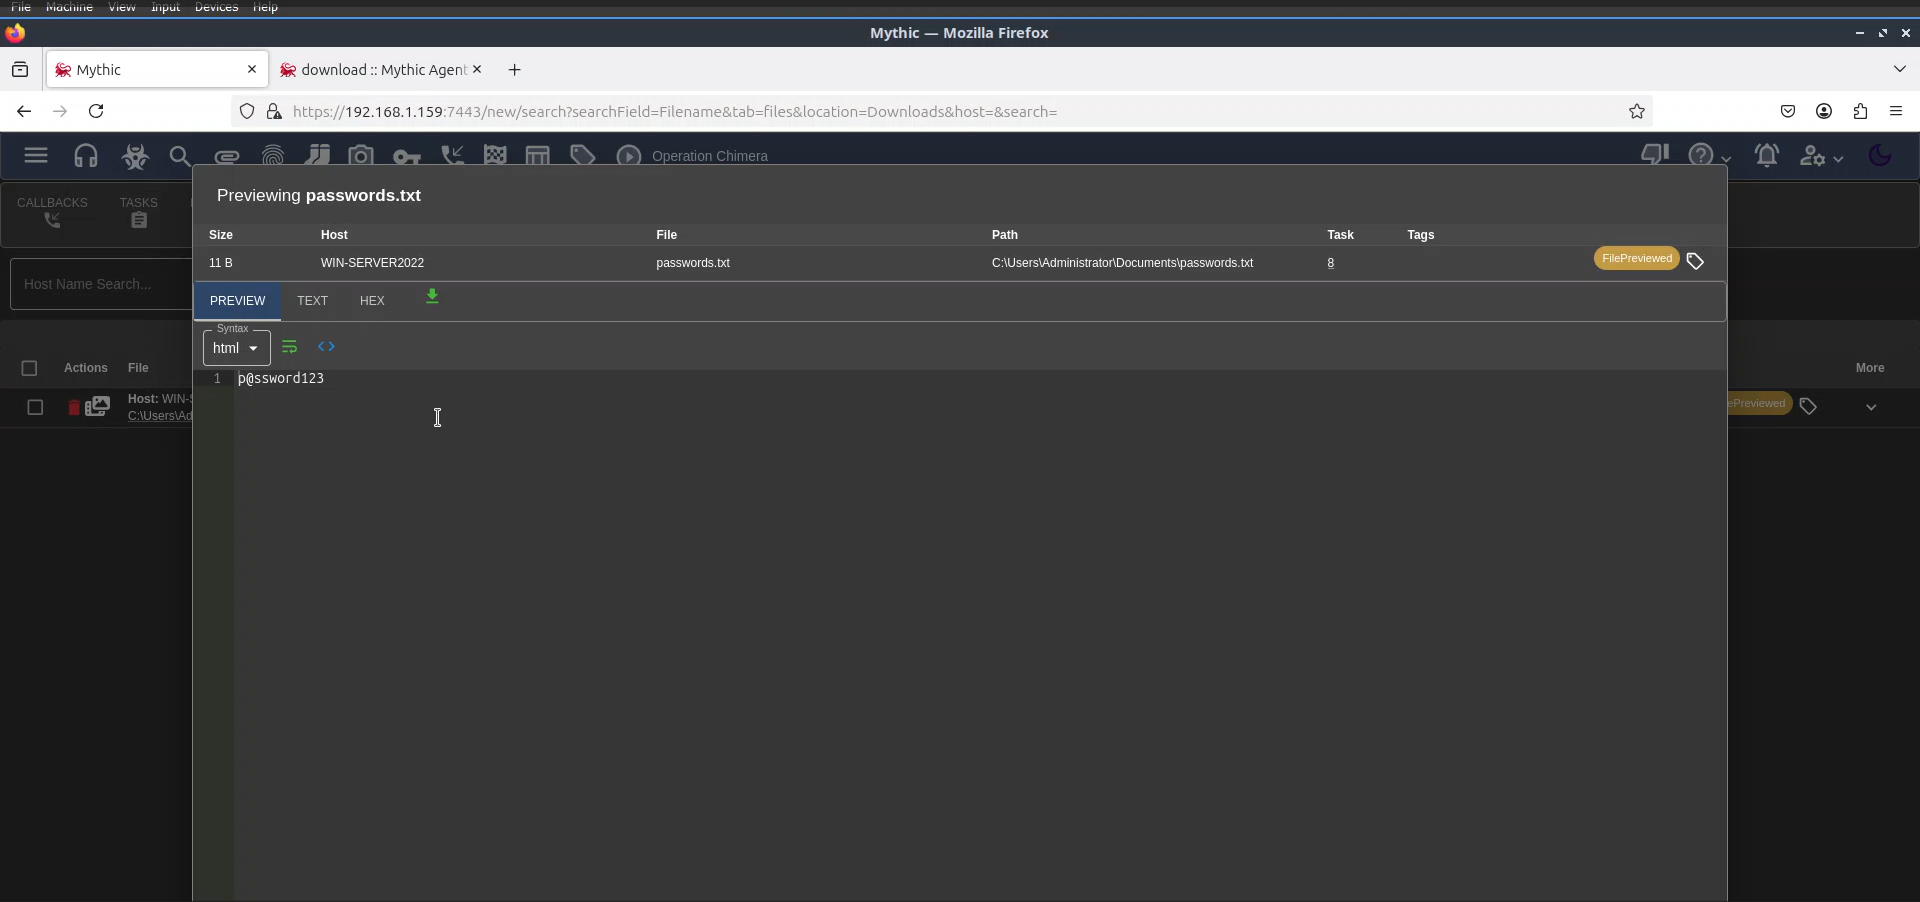 File Machine View Input Devices Help
Mythic — Mozilla Firefox
Mythic
download :: Mythic Agent
https://192.168.1.159:7443/new/search?searchField=Filename&tab=files&location=Downloads&host=&search=
Operation Chimera
CALLBACKS TASKS
Previewing passwords.txt
Size Host File Path Task Tags
11 B WIN-SERVER2022 passwords.txt C:\Users\Administrator\Documents\passwords.txt 8 FilePreviewed
Host Name Search...
PREVIEW TEXT HEX
Syntax
html
Actions File More
1 p@ssword123
Host: WIN-S
C:\Users\Ad
ePreviewed